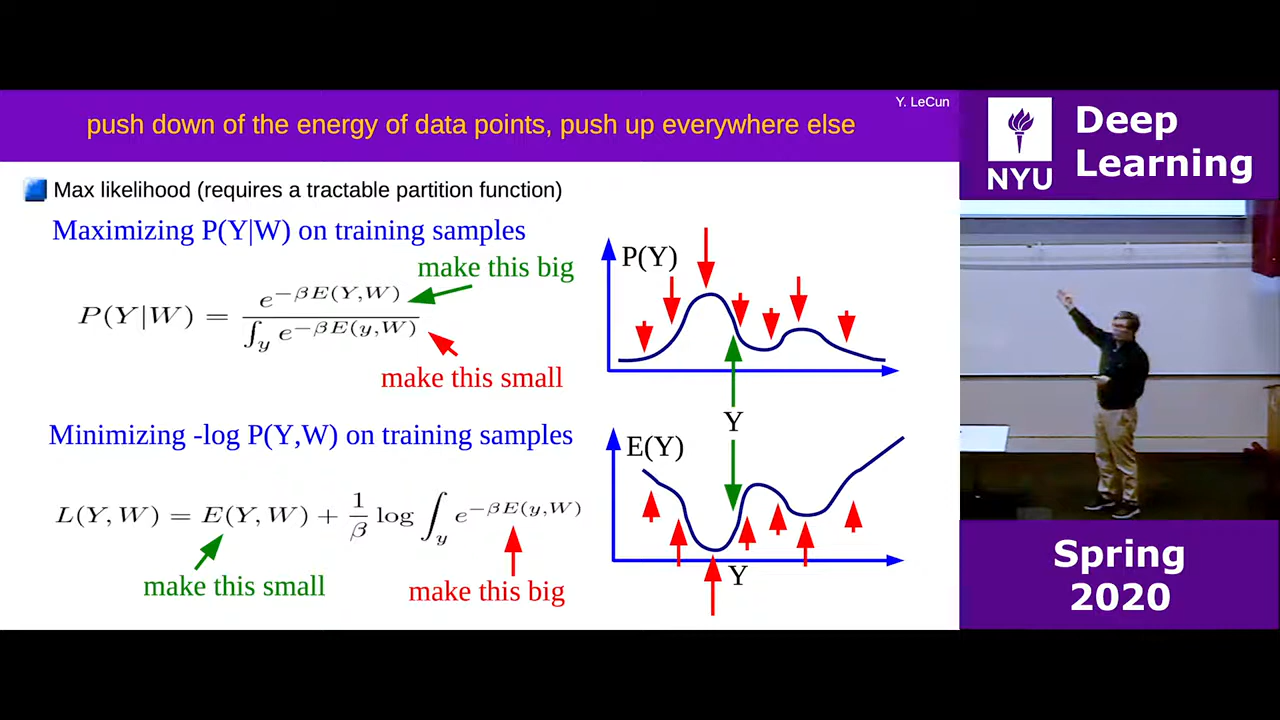 Y. LeCun
push down of the energy of data points, push up everywhere else
Max likelihood (requires a tractable partition function)
Maximizing P(Y|W) on training samples
make this big
P(Y|W) = e^{-βE(Y,W)} / ∫_y e^{-βE(y,W)}
make this small
Minimizing -log P(Y,W) on training samples
L(Y, W) = E(Y, W) + 1/β log ∫_y e^{-βE(y,W)}
make this small
make this big
P(Y)
Y
E(Y)
Y
NYU
Deep
Learning
Spring
2020